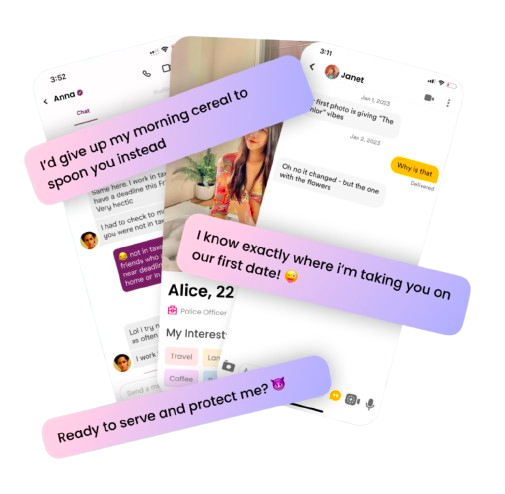 3:52
Anna
Chat
I'd give up my morning cereal to
spoon you instead
Same here. I work in tax
have a deadline this Fri
Very hectic
I had to check to m
you were not in tax
😂 not in tax
friends who
near deadlin
home or in
Lol i try n
as often
I work
Send a me
Alice, 22
Police Officer
My Interest
Travel
Lan
Coffee
3:11
Janet
Jan 1, 2023
first photo is giving "The
vibes
Jan 2, 2023
Why is that
Delivered
Oh no it changed - but the one
with the flowers
I know exactly where i'm taking you on
our first date! 😜
Ready to serve and protect me? 😈